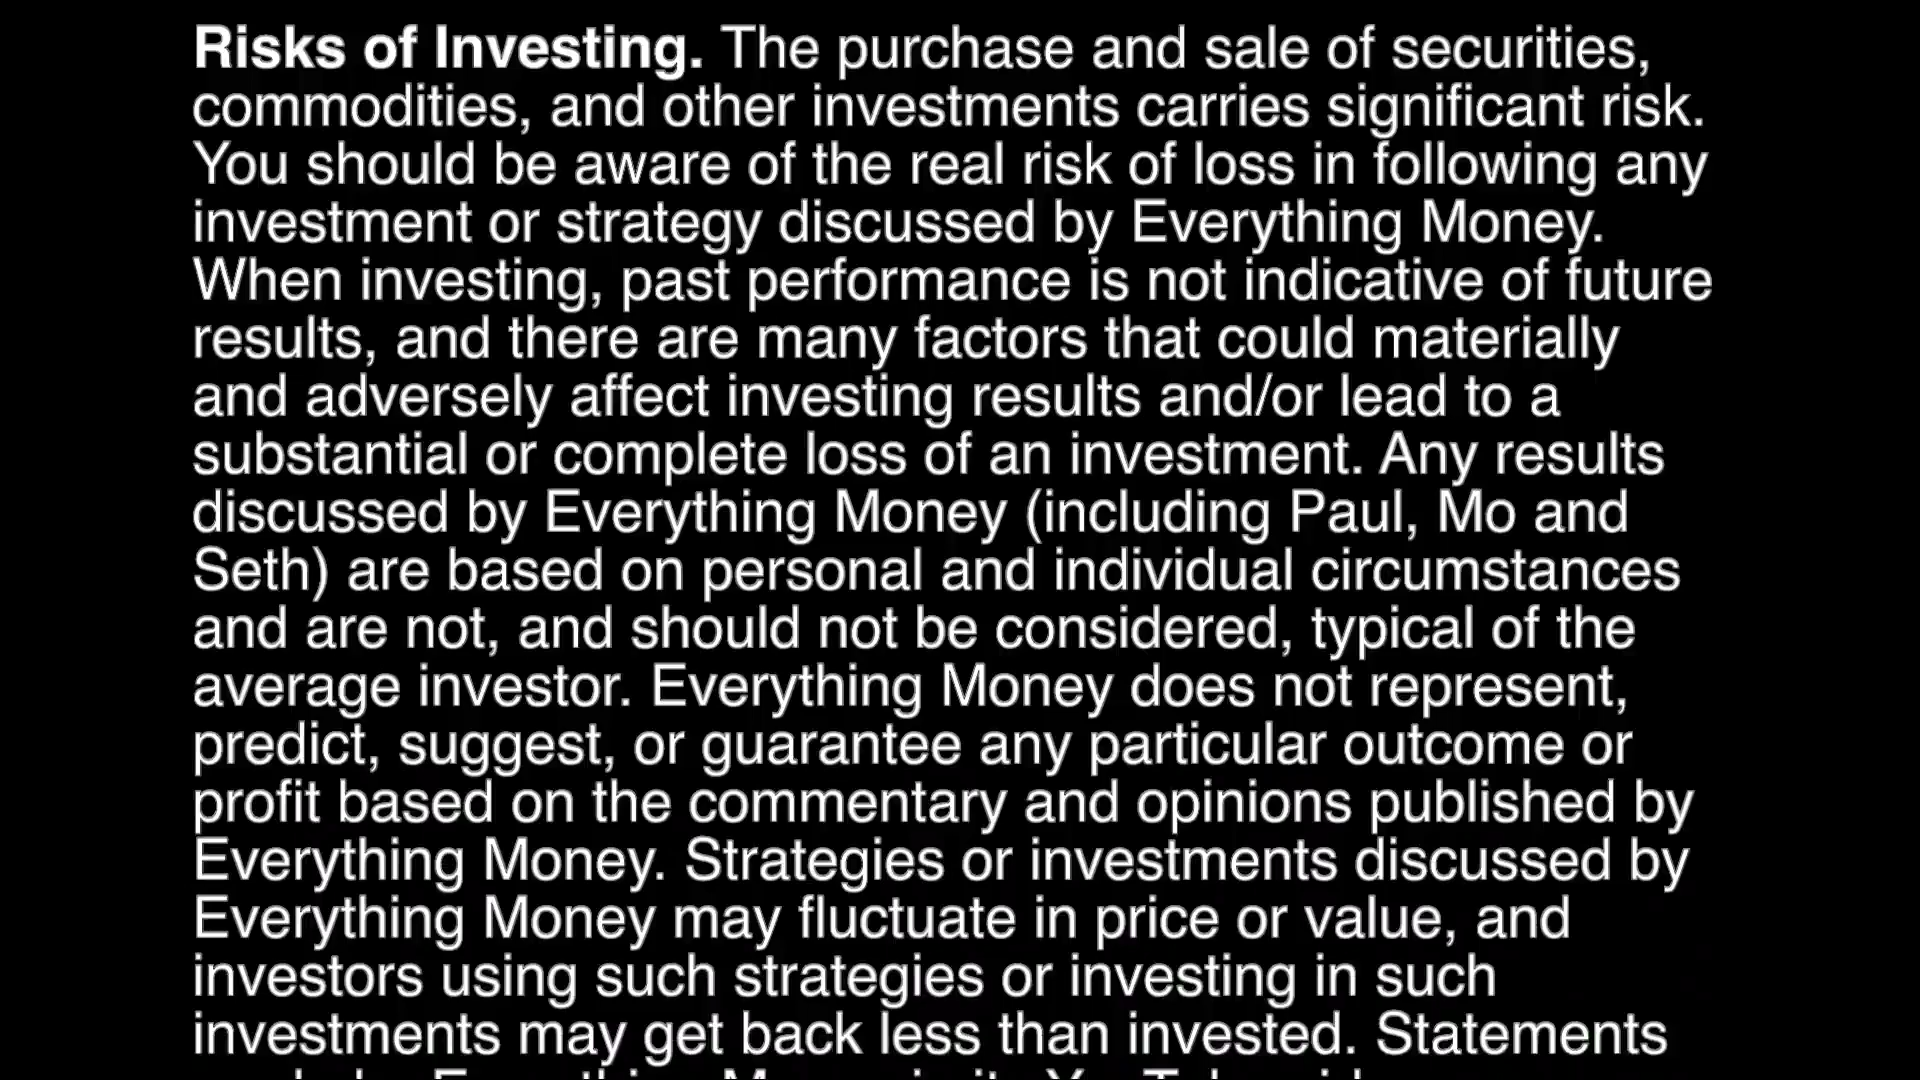 Risks of Investing. The purchase and sale of securities,
commodities, and other investments carries significant risk.
You should be aware of the real risk of loss in following any
investment or strategy discussed by Everything Money.
When investing, past performance is not indicative of future
results, and there are many factors that could materially
and adversely affect investing results and/or lead to a
substantial or complete loss of an investment. Any results
discussed by Everything Money (including Paul, Mo and
Seth) are based on personal and individual circumstances
and are not, and should not be considered, typical of the
average investor. Everything Money does not represent,
predict, suggest, or guarantee any particular outcome or
profit based on the commentary and opinions published by
Everything Money. Strategies or investments discussed by
Everything Money may fluctuate in price or value, and
investors using such strategies or investing in such
investments may get back less than invested. Statements